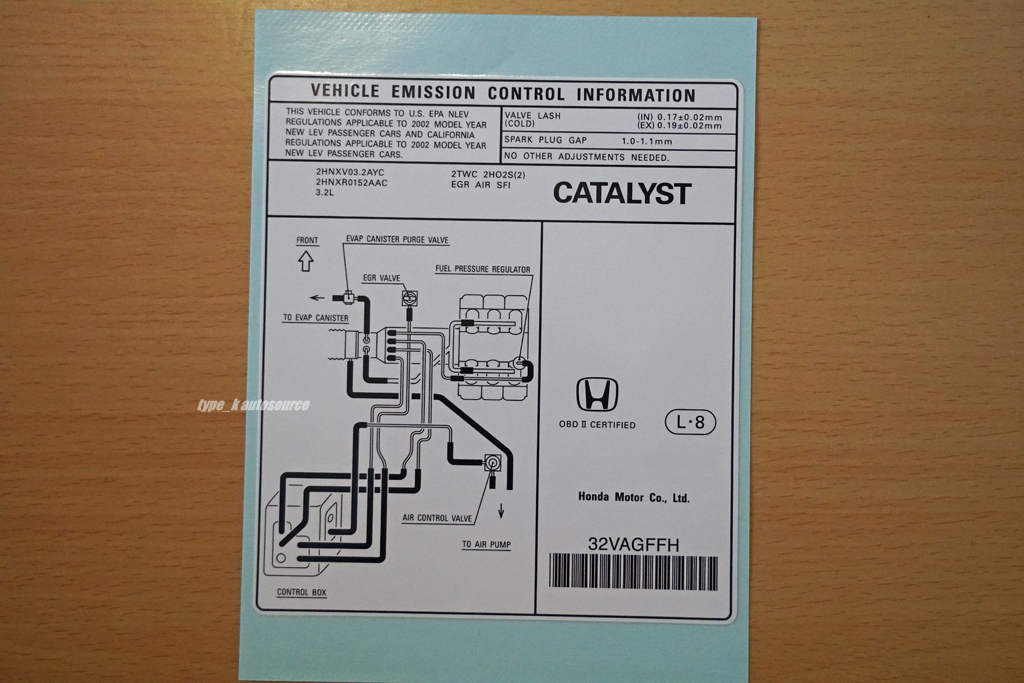 VEHICLE EMISSION CONTROL INFORMATION
THIS VEHICLE CONFORMS TO U.S. EPA NLEV
REGULATIONS APPLICABLE TO 2002 MODEL YEAR
NEW LEV PASSENGER CARS AND CALIFORNIA
REGULATIONS APPLICABLE TO 2002 MODEL YEAR
NEW LEV PASSENGER CARS.
VALVE LASH (IN) 0.17±0.02mm
(COLD) (EX) 0.19±0.02mm
SPARK PLUG GAP 1.0-1.1mm
NO OTHER ADJUSTMENTS NEEDED.
2HNXV03.2AYC
2HNXR0152AAC
3.2L
2TWC 2HO2S(2)
EGR AIR SFI
CATALYST
FRONT
EVAP CANISTER PURGE VALVE
EGR VALVE
FUEL PRESSURE REGULATOR
TO EVAP CANISTER
AIR CONTROL VALVE
TO AIR PUMP
CONTROL BOX
OBD II CERTIFIED
L·8
Honda Motor Co., Ltd.
32VAGFFH
type_k autosource